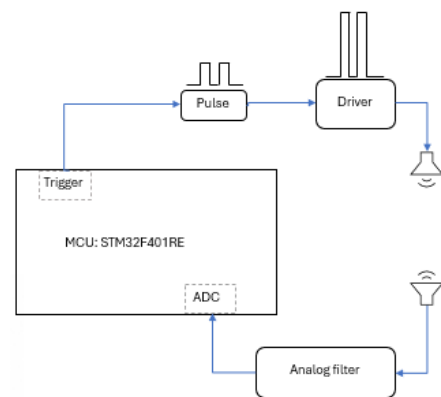 Pulse
Driver
Trigger
MCU: STM32F401RE
ADC
Analog filter